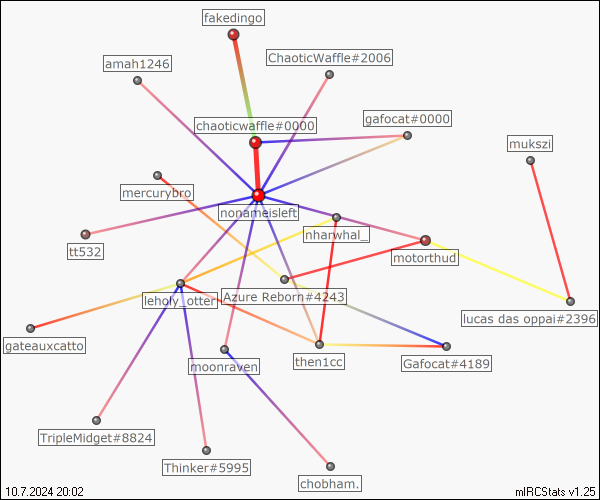 fakedingo
ChaoticWaffle#2006
amah1246
chaoticwaffle#0000
gafocat#0000
mukszi
mercurybro
nonameisleft
nharwhal_
tt532
motorthud
leholy_otter
Azure Reborn#4243
lucas das oppai#2396
gateauxcatto
moonraven
then1cc
Gafocat#4189
TripleMidget#8824
Thinker#5995
chobham.
10.7.2024 20:02
mIRCStats v1.25